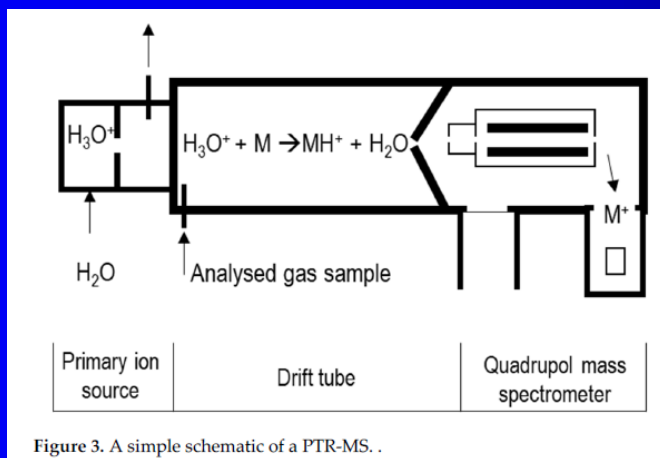 H₃O⁺
H₃O⁺ + M →MH⁺ + H₂O
M⁺
H₂O
Analysed gas sample
Primary ion
source
Drift tube
Quadrupol mass
spectrometer
Figure 3. A simple schematic of a PTR-MS. .